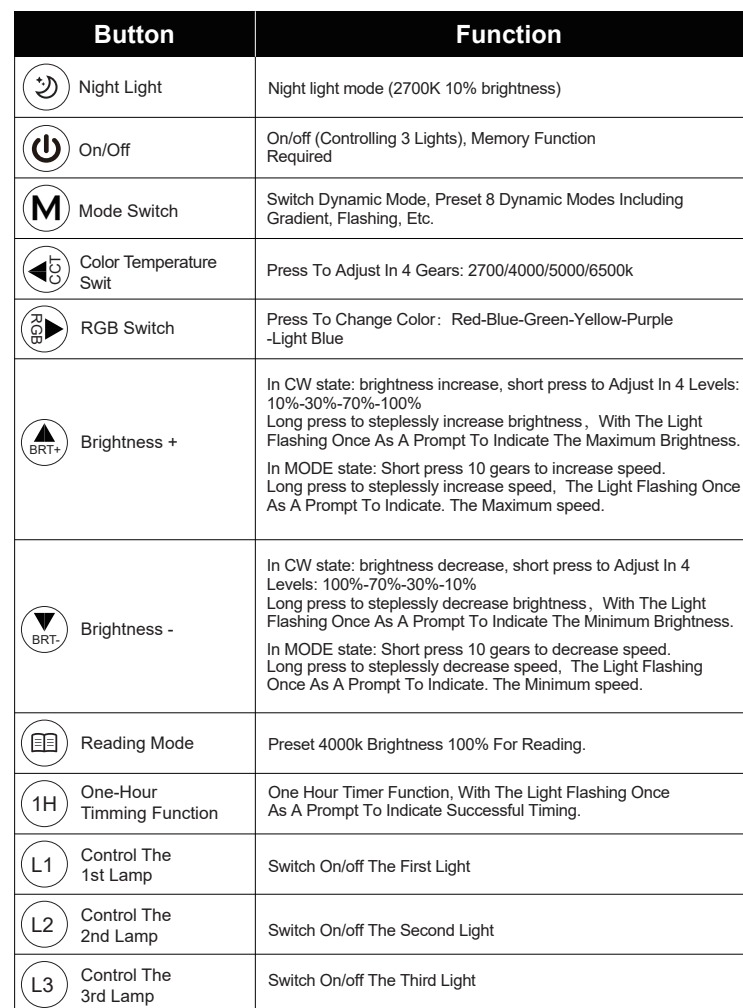 Button Function
Night Light
Night light mode (2700K 10% brightness)
On/Off
On/off (Controlling 3 Lights), Memory Function
Required
M
Mode Switch
Switch Dynamic Mode, Preset 8 Dynamic Modes Including
Gradient, Flashing, Etc.
CCT
Color Temperature
Swit
Press To Adjust In 4 Gears: 2700/4000/5000/6500k
RGB
RGB Switch
Press To Change Color：Red-Blue-Green-Yellow-Purple
-Light Blue
BRT+
Brightness +
In CW state: brightness increase, short press to Adjust In 4 Levels:
10%-30%-70%-100%
Long press to steplessly increase brightness，With The Light
Flashing Once As A Prompt To Indicate The Maximum Brightness.
In MODE state: Short press 10 gears to increase speed.
Long press to steplessly increase speed，The Light Flashing Once
As A Prompt To Indicate. The Maximum speed.
BRT-
Brightness -
In CW state: brightness decrease, short press to Adjust In 4
Levels: 100%-70%-30%-10%
Long press to steplessly decrease brightness，With The Light
Flashing Once As A Prompt To Indicate The Minimum Brightness.
In MODE state: Short press 10 gears to decrease speed.
Long press to steplessly decrease speed，The Light Flashing
Once As A Prompt To Indicate. The Minimum speed.
Reading Mode
Preset 4000k Brightness 100% For Reading.
1H
One-Hour
Timming Function
One Hour Timer Function, With The Light Flashing Once
As A Prompt To Indicate Successful Timing.
L1
Control The
1st Lamp
Switch On/off The First Light
L2
Control The
2nd Lamp
Switch On/off The Second Light
L3
Control The
3rd Lamp
Switch On/off The Third Light